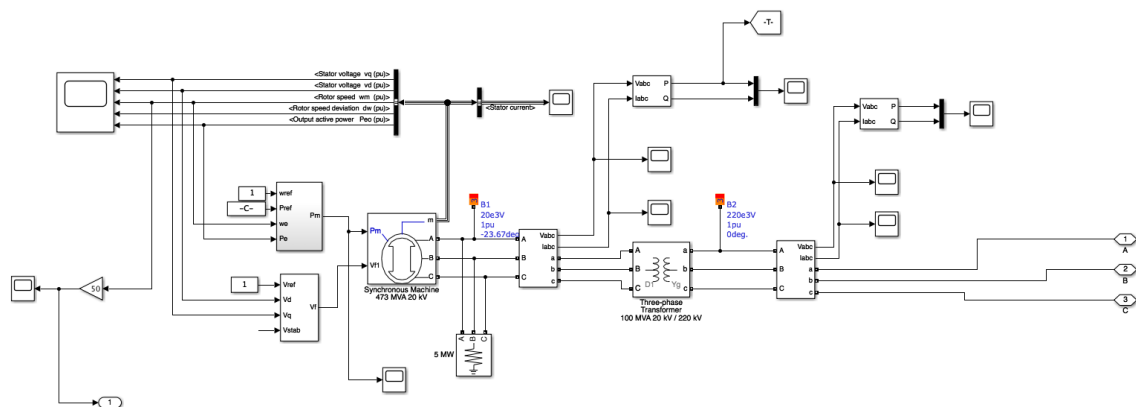 -T-
<Stator voltage vq (pu)>
<Stator voltage vd (pu)>
<Rotor speed wm (pu)>
<Rotor speed deviation dw (pu)>
<Output active power Peo (pu)>
<Stator current>
Vabc
Iabc
P
Q
Vabc
Iabc
P
Q
1
-C-
wref
Pref
we
Pe
Pm
m
Pm
Vf1
A
B
C
Synchronous Machine
473 MVA 20 kV
B1
20e3V
1pu
-23.67deg.
A
B
C
Vabc
Iabc
a
b
c
A
B
C
D1
Yg
a
b
c
Three-phase
Transformer
100 MVA 20 kV / 220 kV
B2
220e3V
1pu
0deg.
A
B
C
Vabc
Iabc
a
b
c
1
A
2
B
3
C
50
1
Vref
Vd
Vq
Vstab
Vf
5 MW
A B C
1